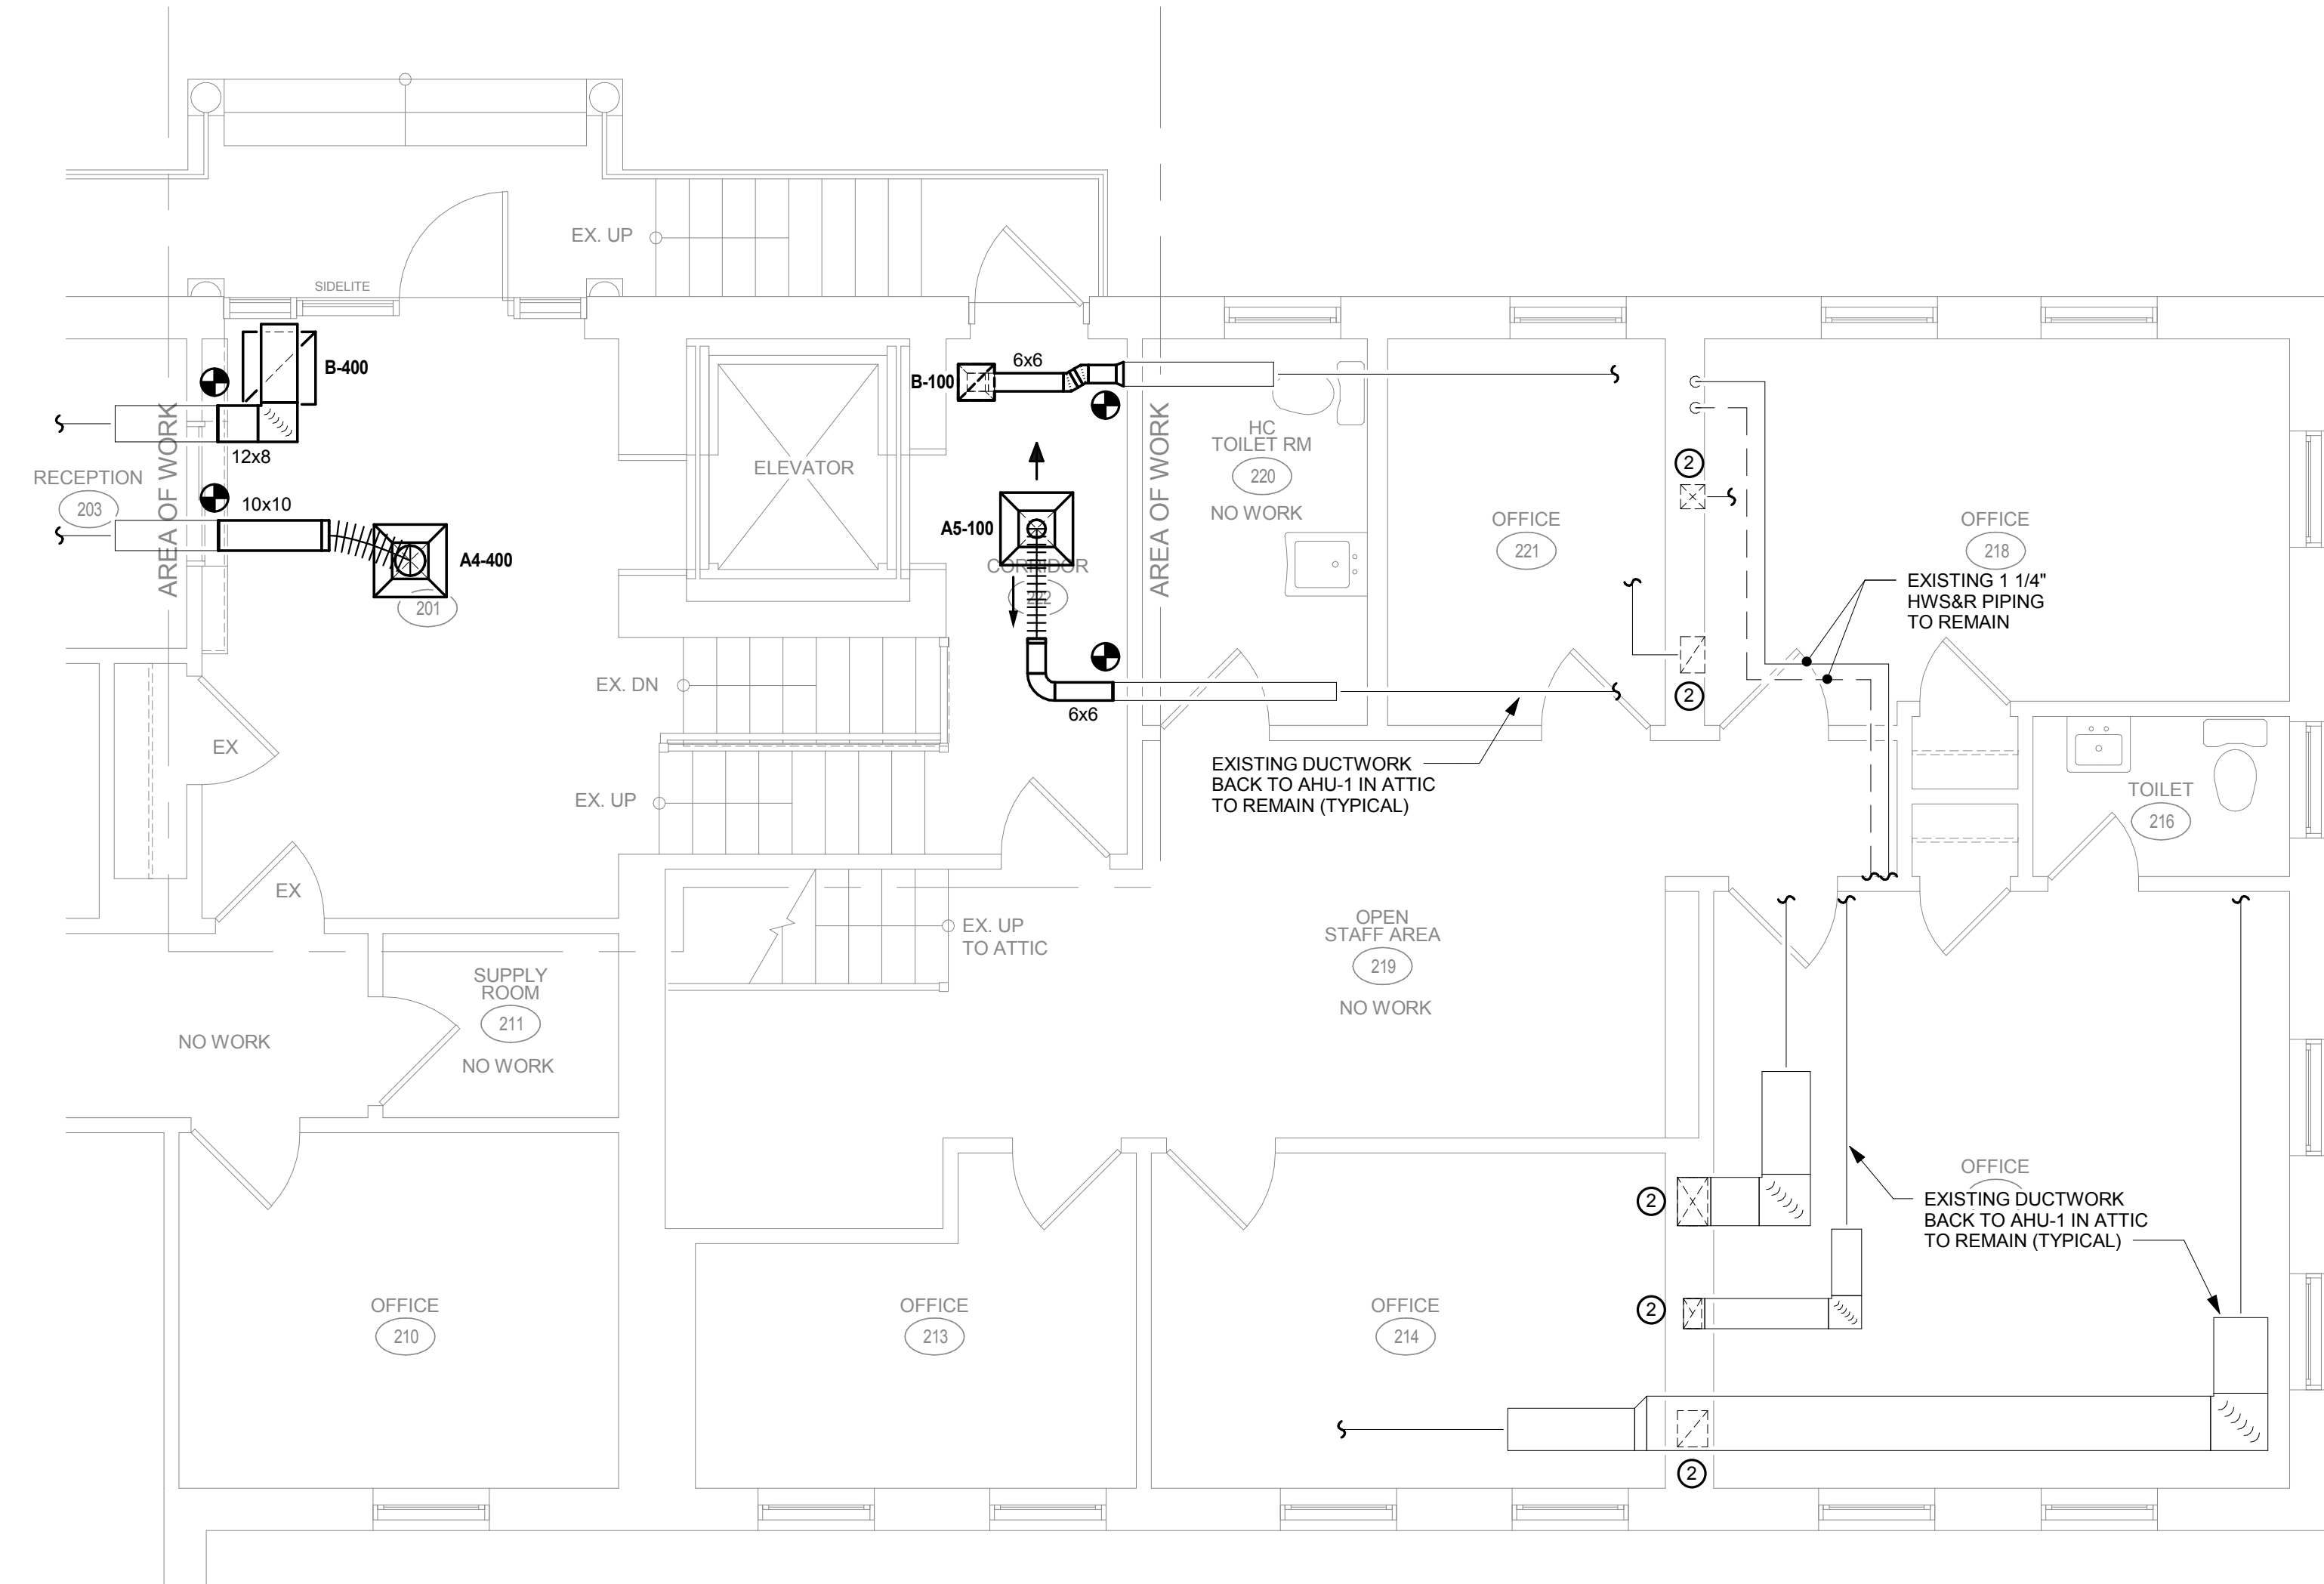 EX. UP
SIDELITE
B-400
12x8
10x10
A4-400
201
RECEPTION
203
AREA OF WORK
ELEVATOR
B-100
6x6
A5-100
CORRIDOR
222
6x6
AREA OF WORK
HC
TOILET RM
220
NO WORK
OFFICE
221
2
2
OFFICE
218
EXISTING 1 1/4"
HWS&R PIPING
TO REMAIN
EX. DN
EX
EX. UP
EX
EXISTING DUCTWORK
BACK TO AHU-1 IN ATTIC
TO REMAIN (TYPICAL)
TOILET
216
EX. UP
TO ATTIC
OPEN
STAFF AREA
219
NO WORK
SUPPLY
ROOM
211
NO WORK
NO WORK
OFFICE
EXISTING DUCTWORK
BACK TO AHU-1 IN ATTIC
TO REMAIN (TYPICAL)
2
2
2
OFFICE
210
OFFICE
213
OFFICE
214